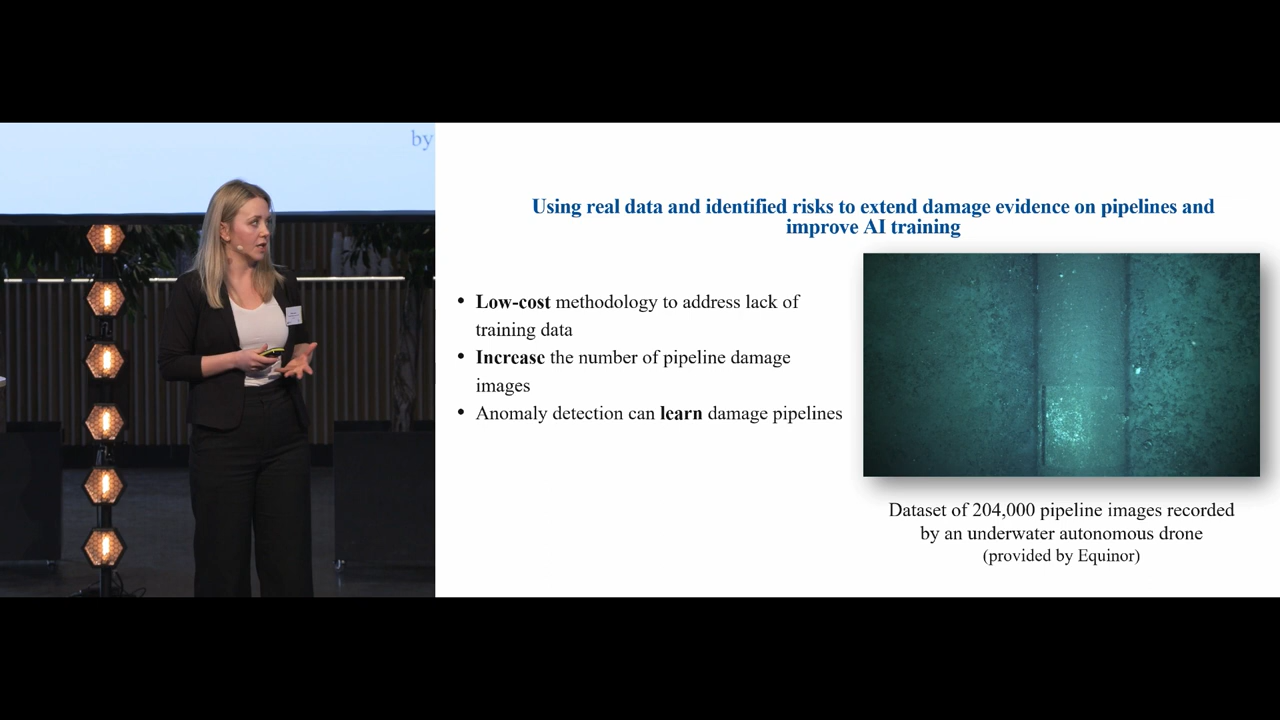 by
Using real data and identified risks to extend damage evidence on pipelines and
improve AI training
• Low-cost methodology to address lack of
training data
• Increase the number of pipeline damage
images
• Anomaly detection can learn damage pipelines
Dataset of 204,000 pipeline images recorded
by an underwater autonomous drone
(provided by Equinor)